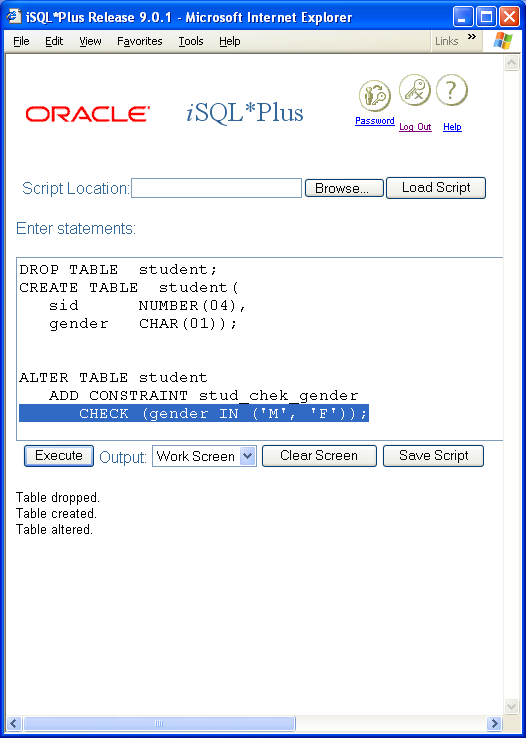 iSQL*Plus Release 9.0.1 - Microsoft Internet Explorer
File Edit View Favorites Tools Help Links »
ORACLE® iSQL*Plus
Password Log Out Help
Script Location: Browse... Load Script
Enter statements:
DROP TABLE  student;
CREATE TABLE  student(
   sid      NUMBER(04),
   gender   CHAR(01));
ALTER TABLE student
   ADD CONSTRAINT stud_chek_gender
      CHECK (gender IN ('M', 'F'));
Execute Output: Work Screen Clear Screen Save Script
Table dropped.
Table created.
Table altered.